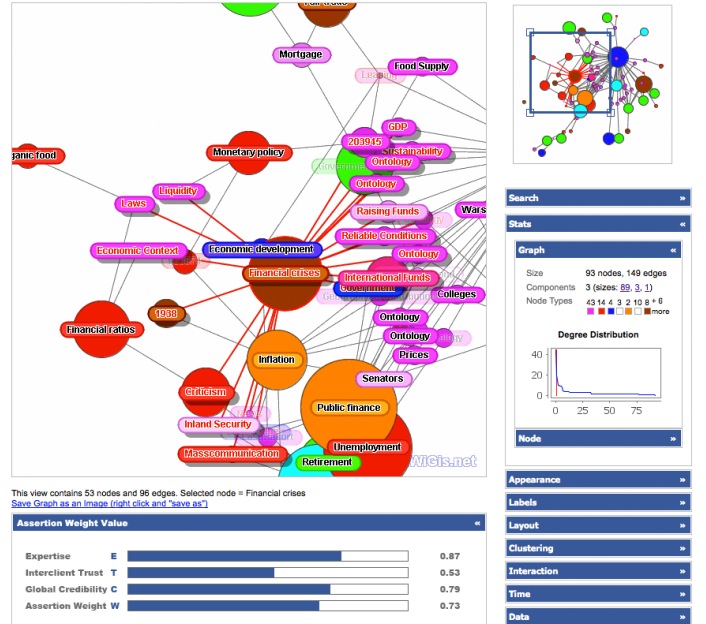 Fair trade
Mortgage
Food Supply
Leasing
GDP
203945
Sustainability
Monetary policy
Ontology
ganic food
Ontology
Liquidity
Laws
Raising Funds
Wars
Reliable Conditions
Economic Context
Economic development
Ontology
Financial crises
International Funds
Government
Colleges
1938
Ontology
Financial ratios
Ontology
Prices
Inflation
Senators
Criticism
Public finance
Inland Security
Unemployment
Masscommunication
Retirement
WiGis.net
This view contains 53 nodes and 96 edges. Selected node = Financial crises
Save Graph as an Image (right click and "save as")
Assertion Weight Value «
Expertise E 0.87
Interclient Trust T 0.53
Global Credibility C 0.79
Assertion Weight W 0.73
Search »
Stats «
Graph «
Size 93 nodes, 149 edges
Components 3 (sizes: 89, 3, 1)
Node Types 43 14 4 3 2 10 8 + 6
more
Degree Distribution
40
20
0
0 25 50 75
Node »
Appearance »
Labels »
Layout »
Clustering »
Interaction »
Time »
Data »